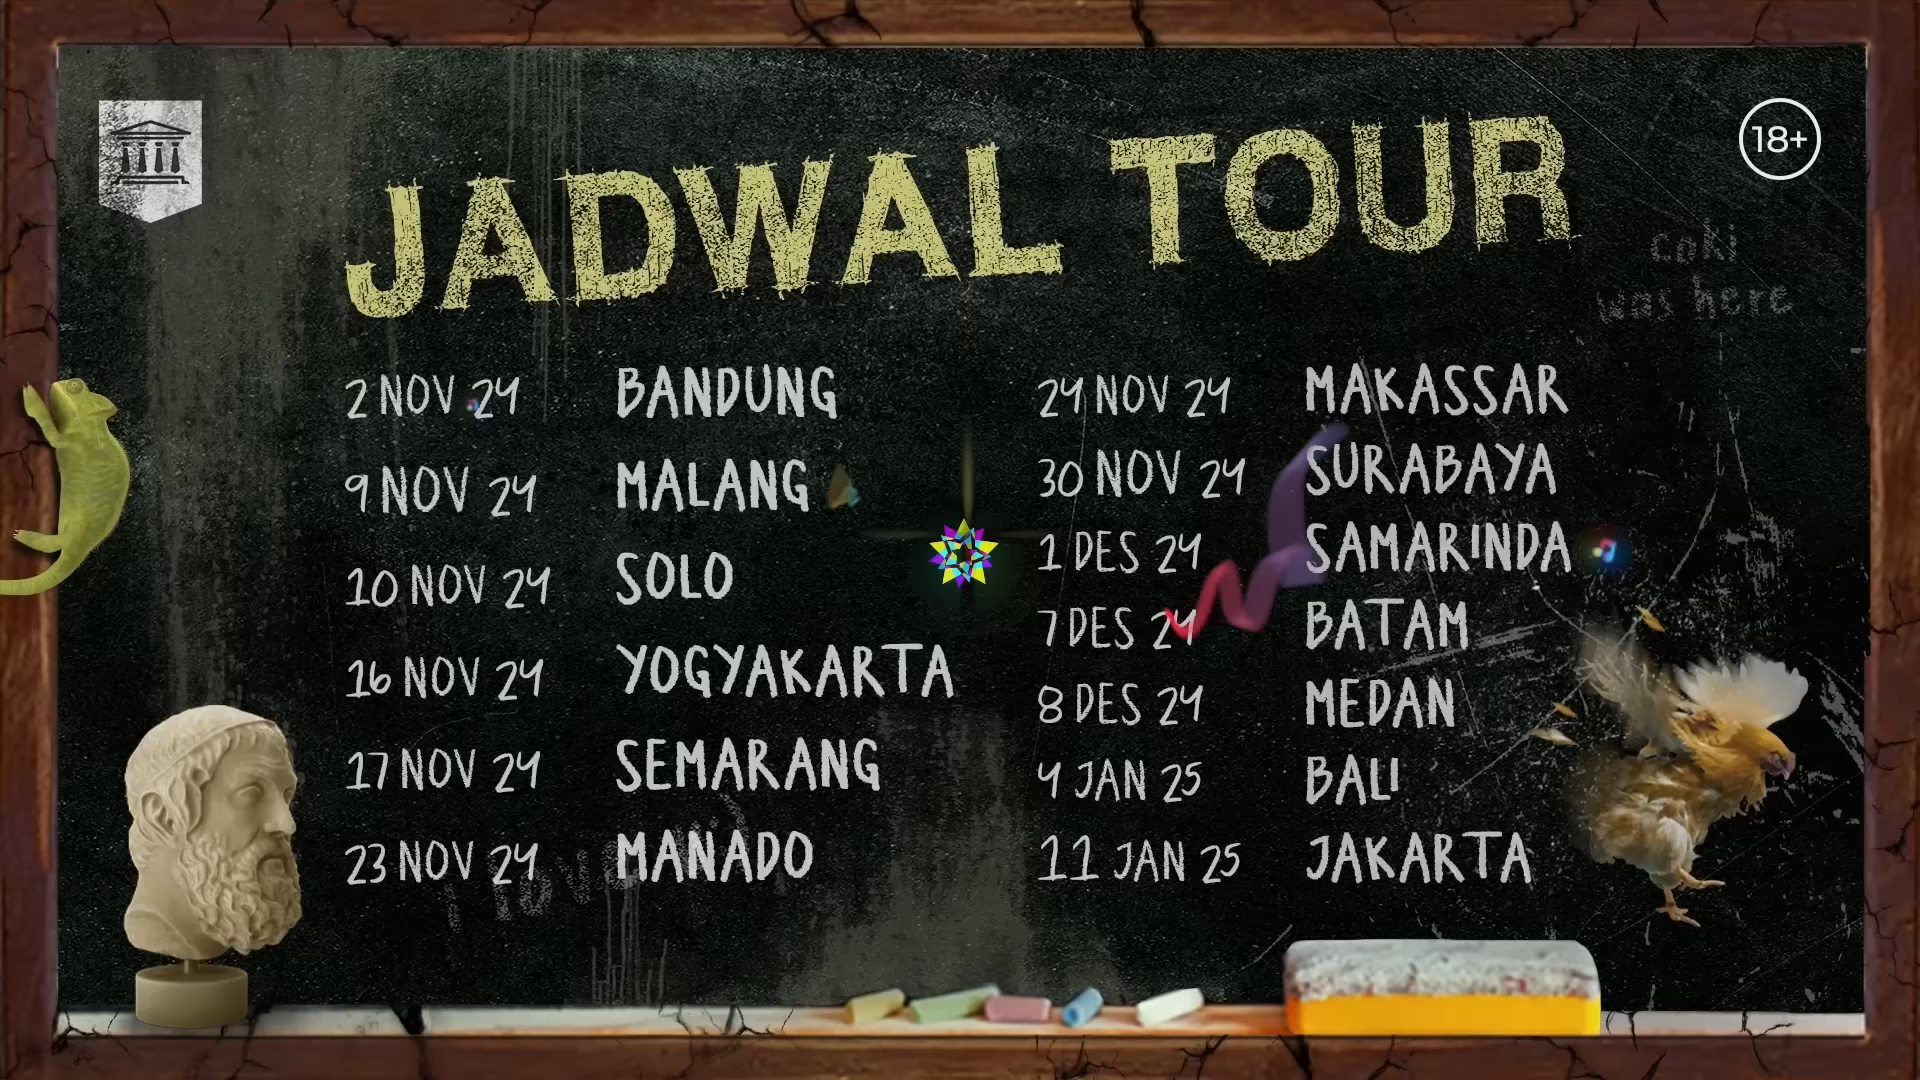 18+
JADWAL TOUR
coki
was here
2 NOV 24 BANDUNG
9 NOV 24 MALANG
10 NOV 24 SOLO
16 NOV 24 YOGYAKARTA
17 NOV 24 SEMARANG
23 NOV 24 MANADO
24 NOV 24 MAKASSAR
30 NOV 24 SURABAYA
1 DES 24 SAMARINDA
7 DES 24 BATAM
8 DES 24 MEDAN
4 JAN 25 BALI
11 JAN 25 JAKARTA